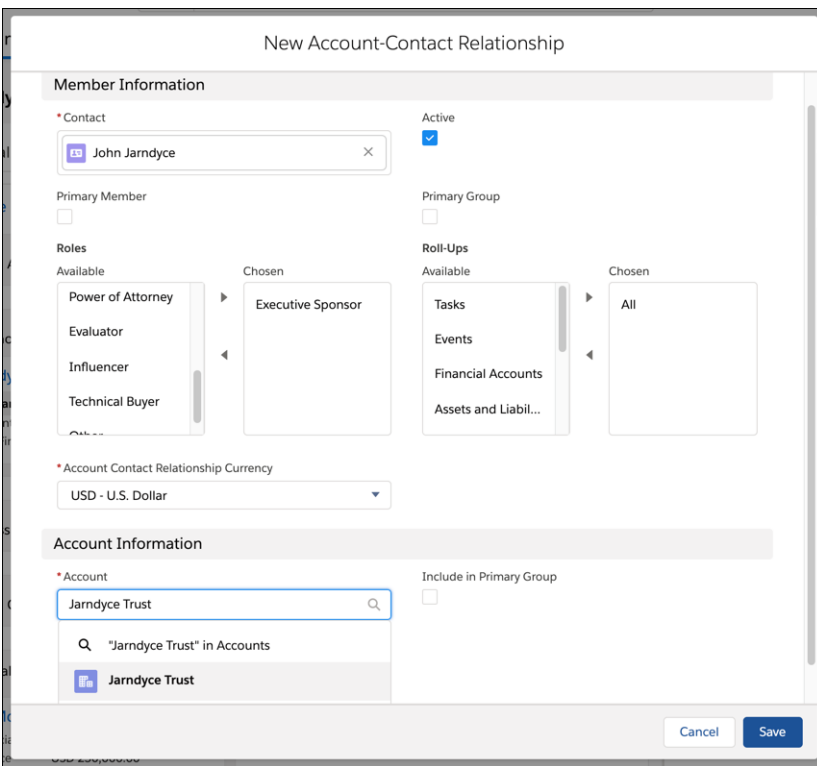 New Account-Contact Relationship
Member Information
* Contact
John Jarndyce
Active
Primary Member
Primary Group
Roles
Available
Chosen
Power of Attorney
Evaluator
Influencer
Technical Buyer
Other
Executive Sponsor
Roll-Ups
Available
Chosen
Tasks
Events
Financial Accounts
Assets and Liabil...
All
* Account Contact Relationship Currency
USD - U.S. Dollar
Account Information
* Account
Jarndyce Trust
Include in Primary Group
"Jarndyce Trust" in Accounts
Jarndyce Trust
Cancel
Save